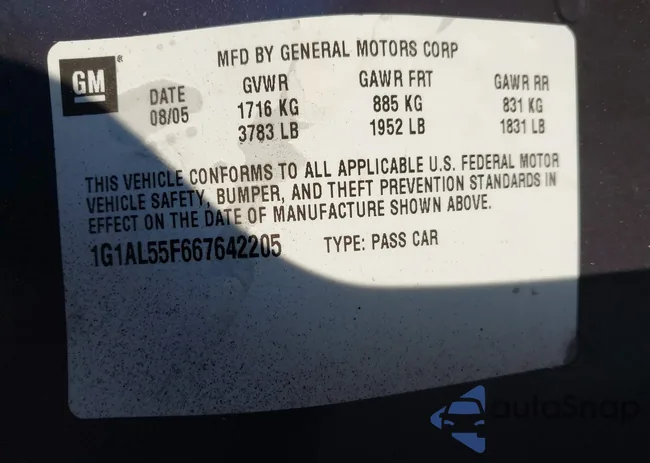 MFD BY GENERAL MOTORS CORP
GM
DATE GVWR GAWR FRT GAWR RR
08/05 1716 KG 885 KG 831 KG
3783 LB 1952 LB 1831 LB
THIS VEHICLE CONFORMS TO ALL APPLICABLE U.S. FEDERAL MOTOR
VEHICLE SAFETY, BUMPER, AND THEFT PREVENTION STANDARDS IN
EFFECT ON THE DATE OF MANUFACTURE SHOWN ABOVE.
1G1AL55F667642205 TYPE: PASS CAR
autoSnap